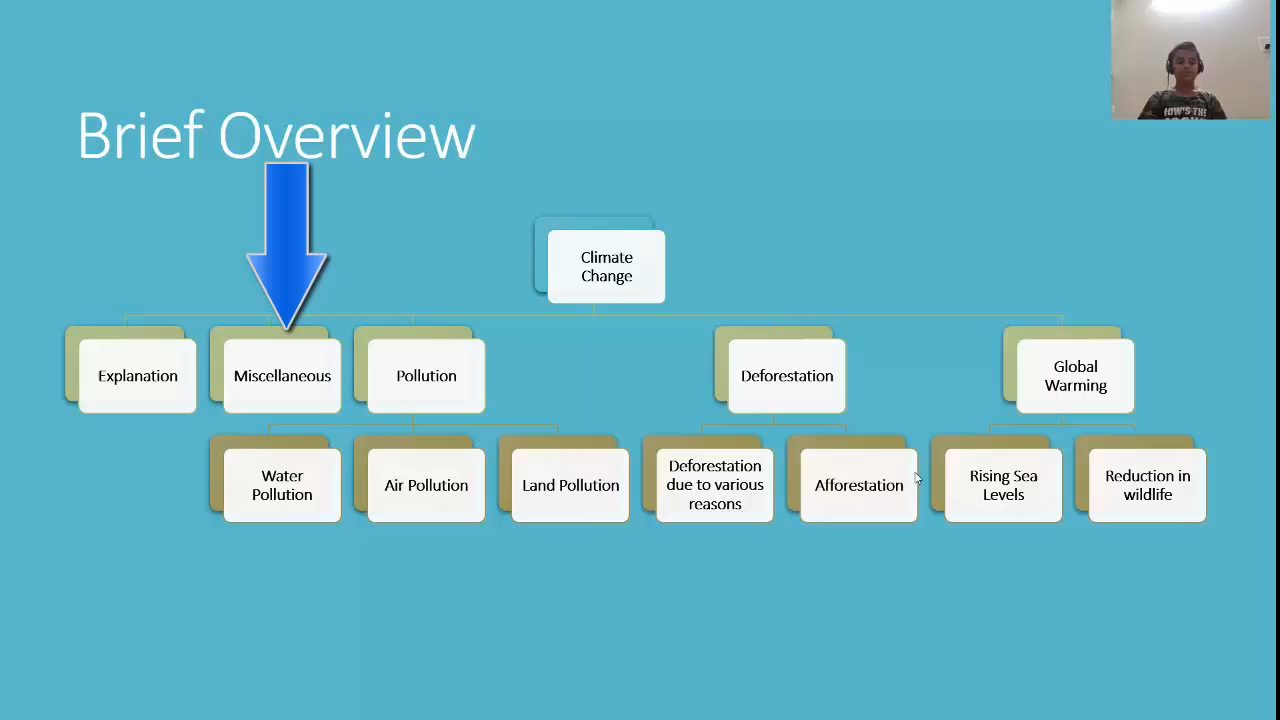 Brief Overview
Climate
Change
Explanation
Miscellaneous
Pollution
Deforestation
Global
Warming
Water
Pollution
Air Pollution
Land Pollution
Deforestation
due to various
reasons
Afforestation
Rising Sea
Levels
Reduction in
wildlife